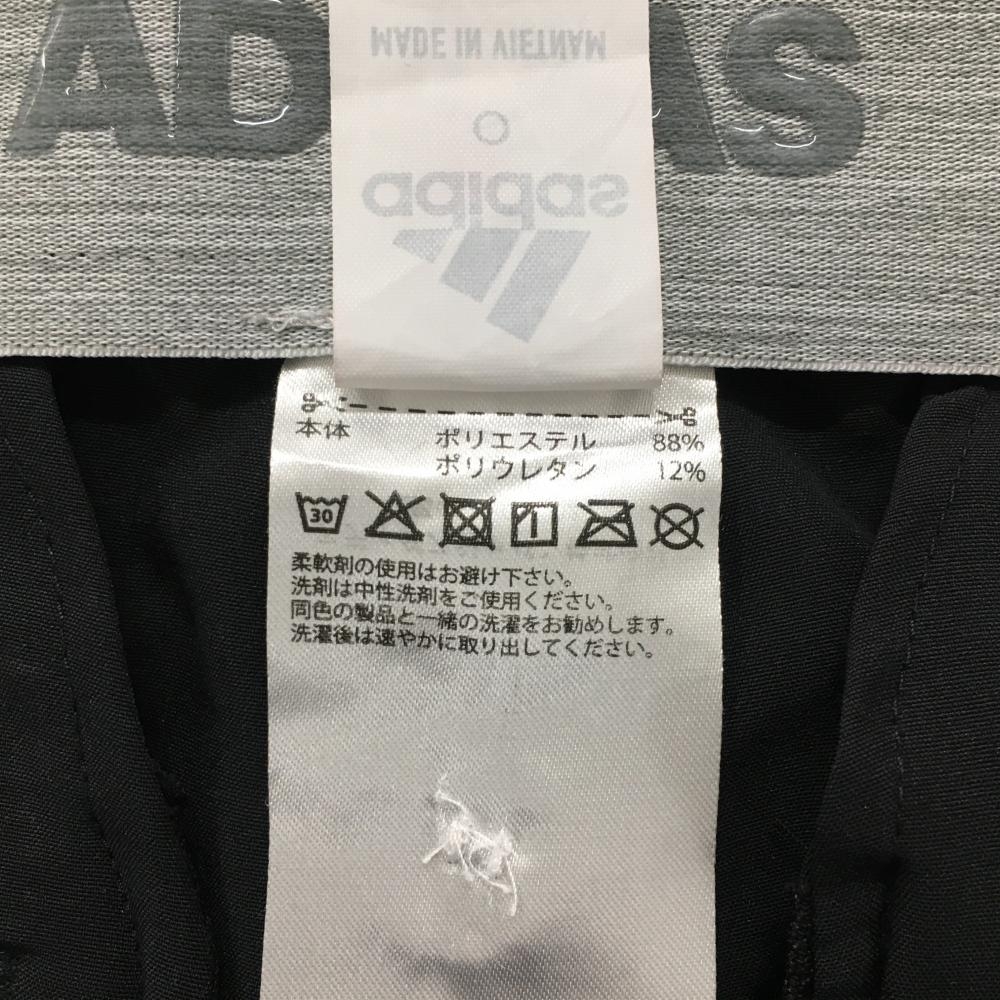 ADIDAS
MADE IN VIETNAM
adidas
本体 ポリエステル 88%
ポリウレタン 12%
30
柔軟剤の使用はお避け下さい。
洗剤は中性洗剤をご使用ください。
同色の製品と一緒の洗濯をお勧めします。
洗濯後は速やかに取り出してください。